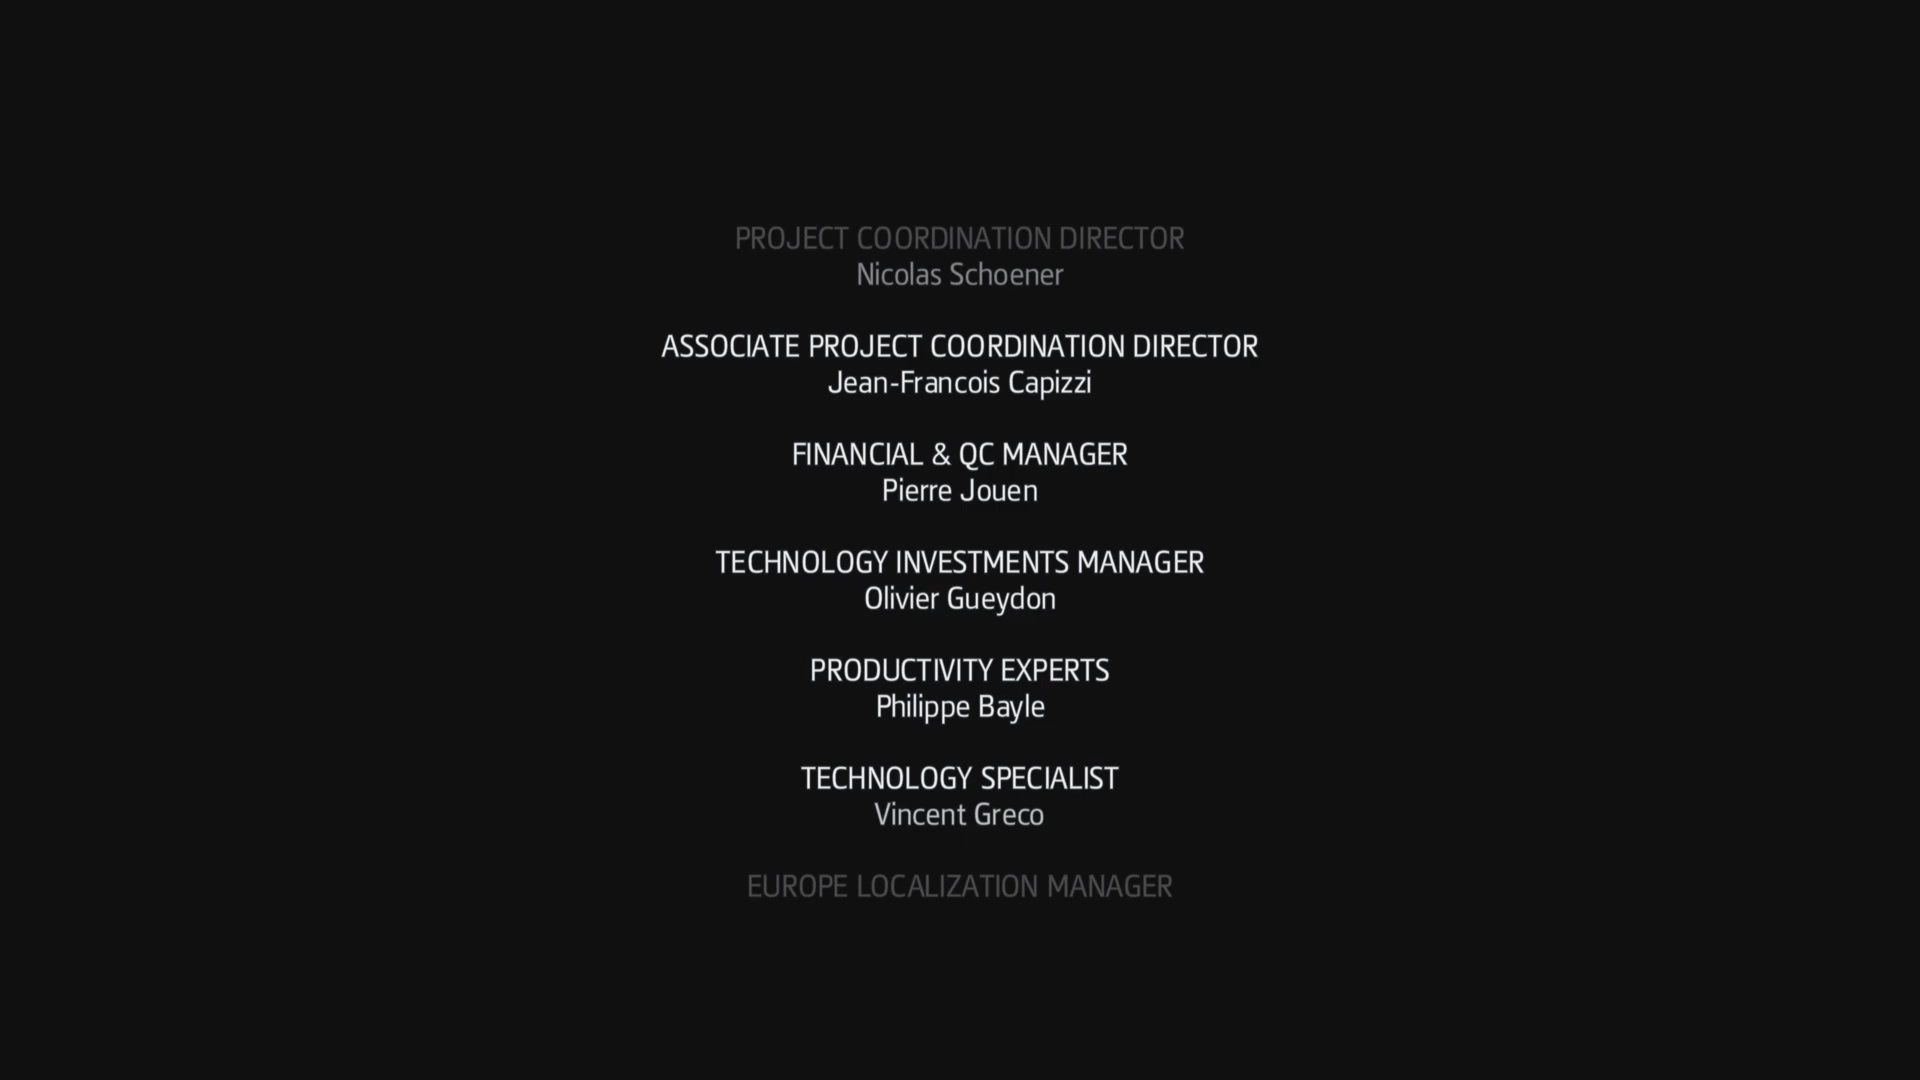 PROJECT COORDINATION DIRECTOR
Nicolas Schoener
ASSOCIATE PROJECT COORDINATION DIRECTOR
Jean-Francois Capizzi
FINANCIAL & QC MANAGER
Pierre Jouen
TECHNOLOGY INVESTMENTS MANAGER
Olivier Gueydon
PRODUCTIVITY EXPERTS
Philippe Bayle
TECHNOLOGY SPECIALIST
Vincent Greco
EUROPE LOCALIZATION MANAGER